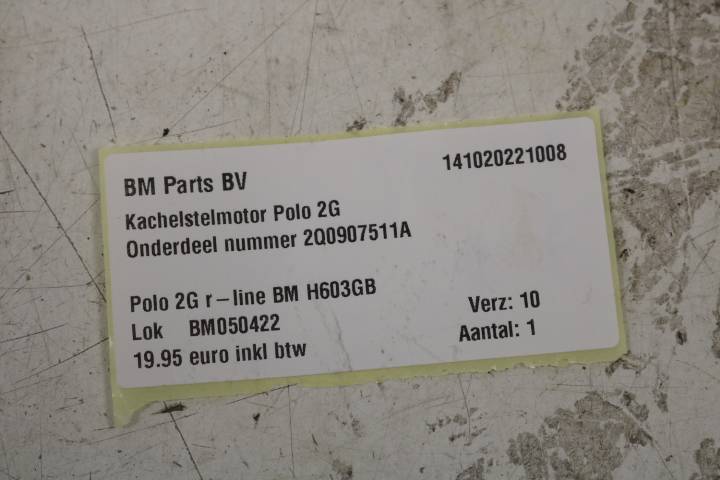 BM Parts BV
141020221008
Kachelstelmotor Polo 2G
Onderdeel nummer 2Q0907511A
Polo 2G r-line BM H603GB
Verz: 10
Lok BM050422
Aantal: 1
19.95 euro inkl btw